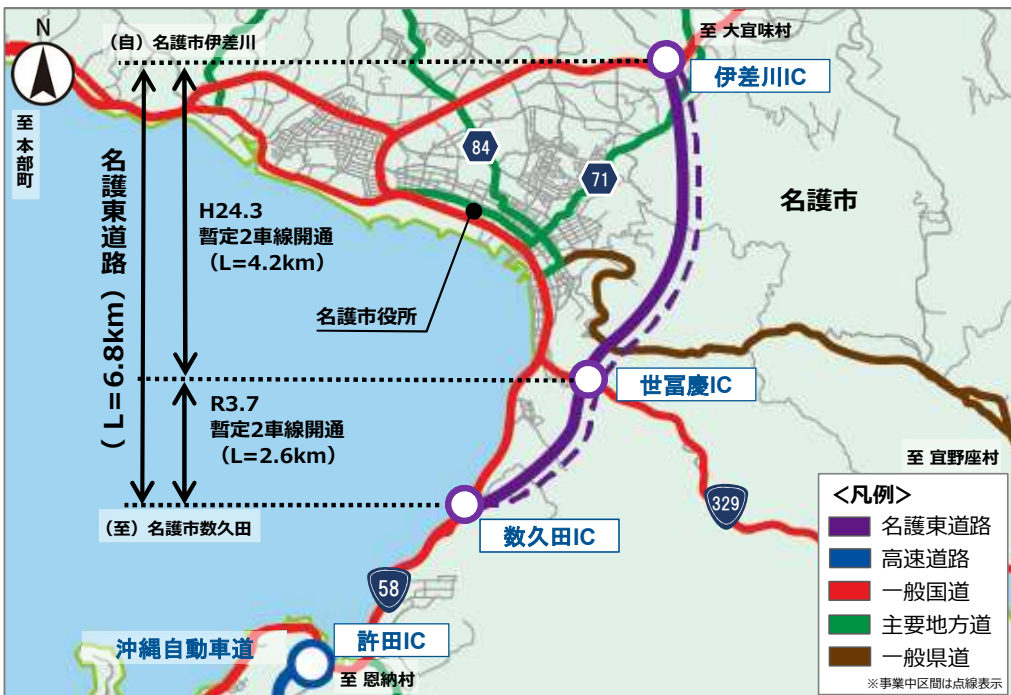 N
(自)名護市伊差川
至 大宜味村
伊差川IC
至 本部町
84
71
名護市
名護東道路(L=6.8km)
H24.3
暫定2車線開通
(L=4.2km)
名護市役所
世冨慶IC
R3.7
暫定2車線開通
(L=2.6km)
至 宜野座村
(至)名護市数久田
数久田IC
329
58
沖縄自動車道
許田IC
至 恩納村
<凡例>
名護東道路
高速道路
一般国道
主要地方道
一般県道
※事業中区間は点線表示